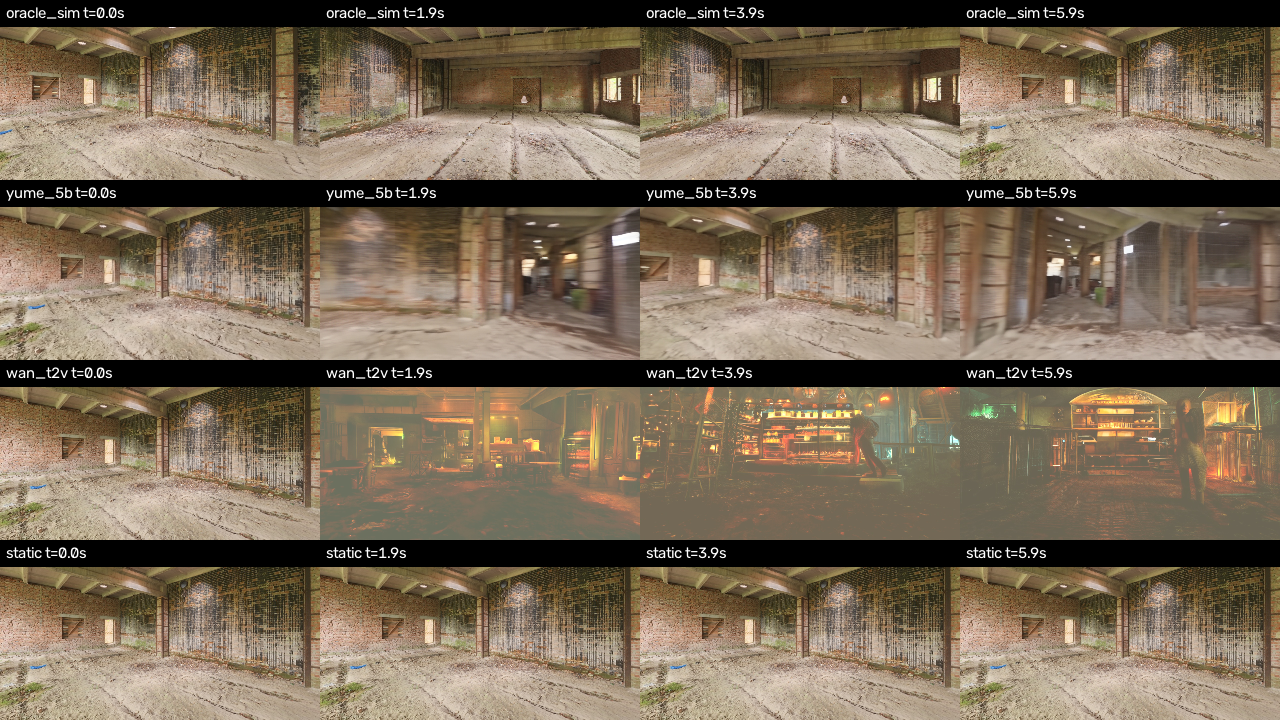 oracle_sim t=0.0s
oracle_sim t=1.9s
oracle_sim t=3.9s
oracle_sim t=5.9s
yume_5b t=0.0s
yume_5b t=1.9s
yume_5b t=3.9s
yume_5b t=5.9s
wan_t2v t=0.0s
wan_t2v t=1.9s
wan_t2v t=3.9s
wan_t2v t=5.9s
static t=0.0s
static t=1.9s
static t=3.9s
static t=5.9s